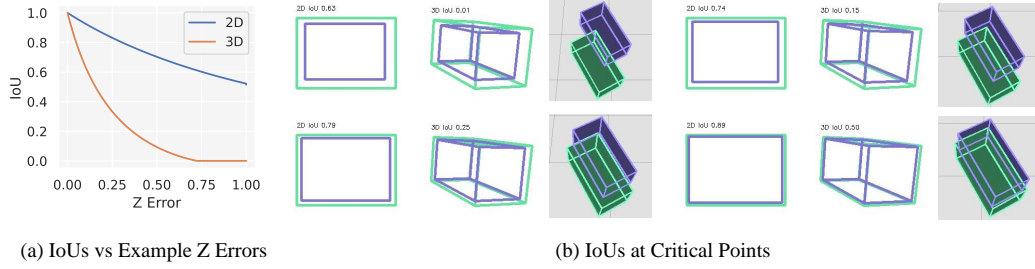 1.0
0.8
0.6
0.4
0.2
0.0
IoU
2D
3D
0.00 0.25 0.50 0.75 1.00
Z Error
2D IoU 0.63
3D IoU 0.01
2D IoU 0.74
3D IoU 0.15
2D IoU 0.79
3D IoU 0.25
2D IoU 0.89
3D IoU 0.50
(a) IoUs vs Example Z Errors
(b) IoUs at Critical Points